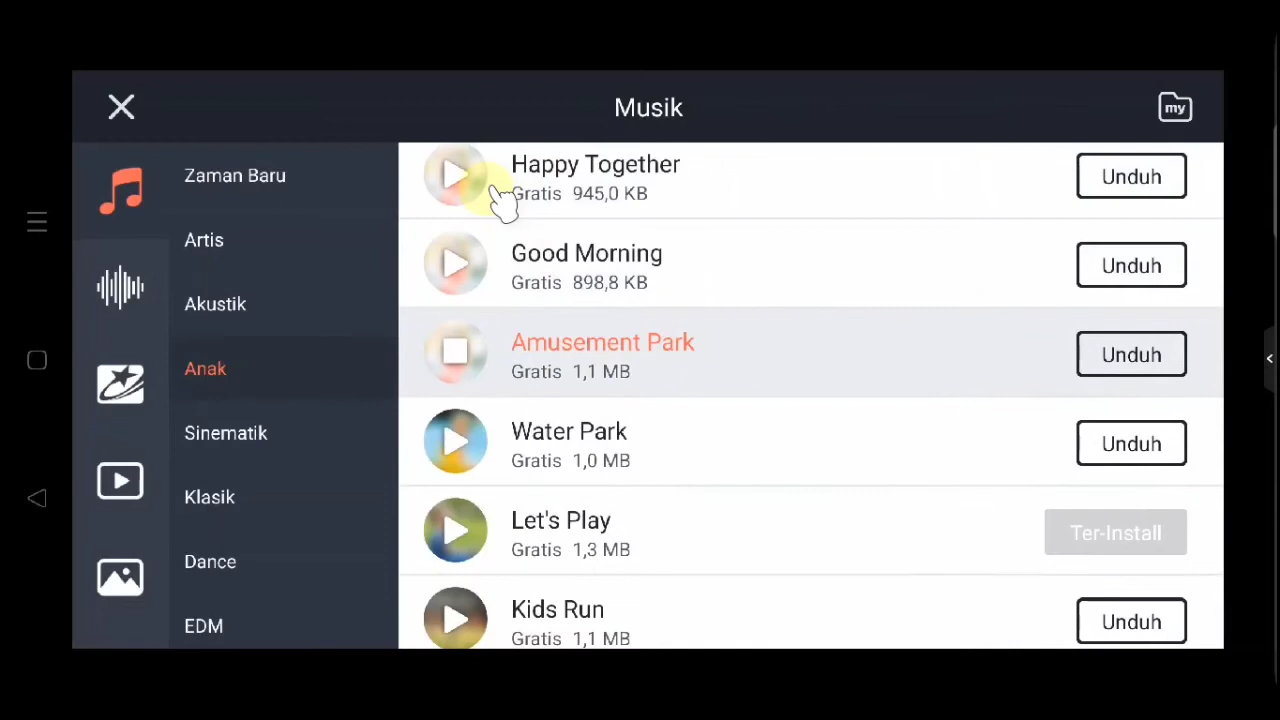 Musik
my
Zaman Baru
Artis
Akustik
Anak
Sinematik
Klasik
Dance
EDM
Happy Together
Gratis 945,0 KB
Unduh
Good Morning
Gratis 898,8 KB
Unduh
Amusement Park
Gratis 1,1 MB
Unduh
Water Park
Gratis 1,0 MB
Unduh
Let's Play
Gratis 1,3 MB
Ter-Install
Kids Run
Gratis 1,1 MB
Unduh